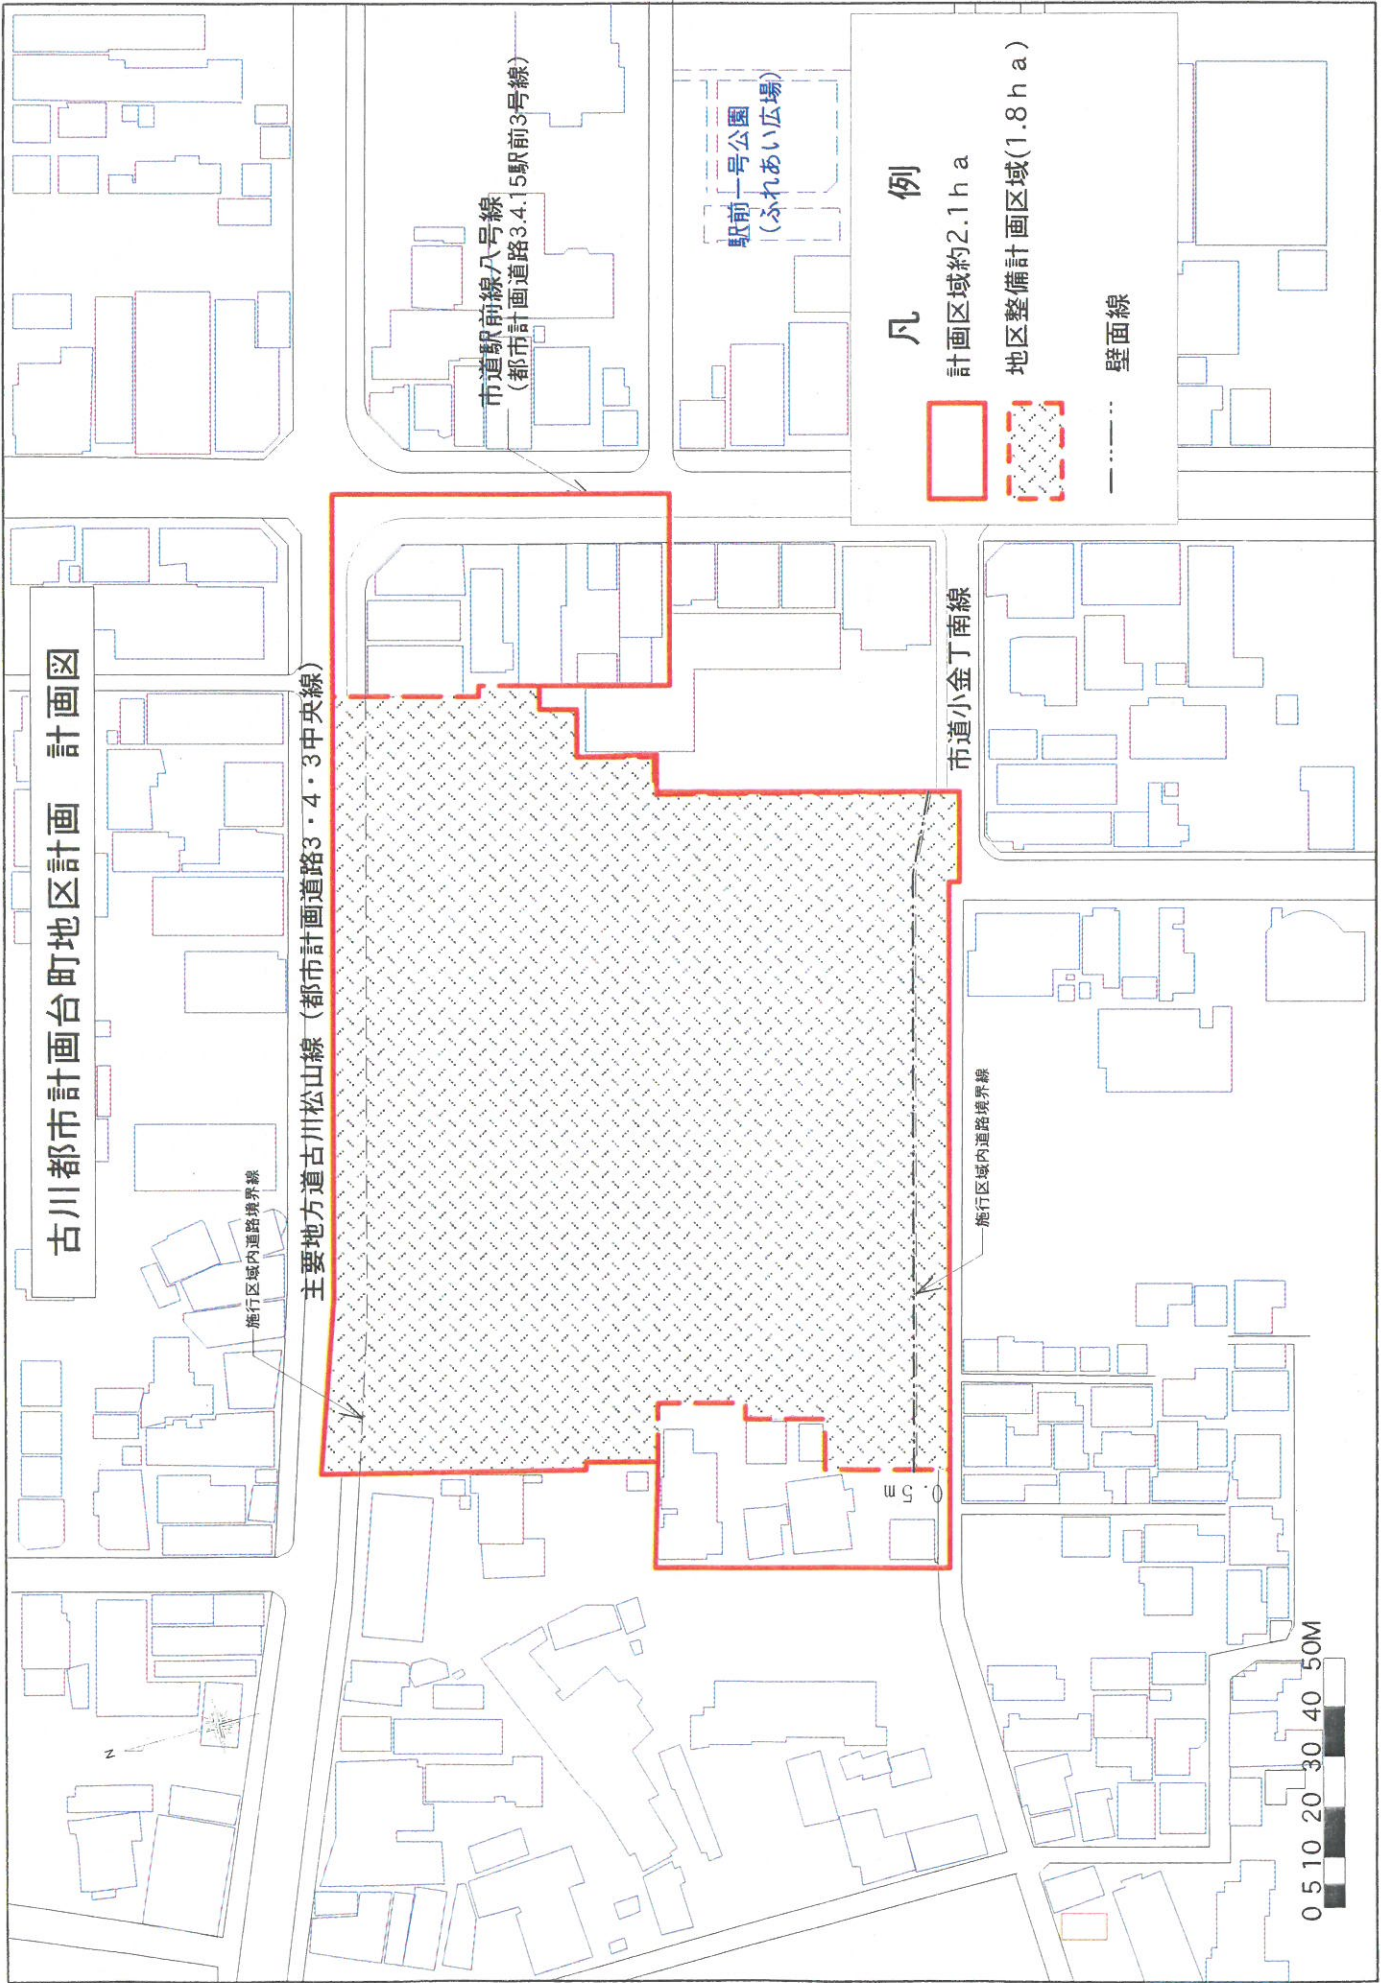 古川都市計画台町地区計画　計画図
施行区域内道路境界線
主要地方道古川松山線（都市計画道路3・4・3中央線）
市道駅前線八号線
（都市計画道路3.4.15駅前3号線）
駅前一号公園
（ふれあい広場）
凡　例
計画区域約2.1ha
地区整備計画区域(1.8ha)
壁面線
市道小金丁南線
施行区域内道路境界線
0.5m
N
0 5 10 20 30 40 50M